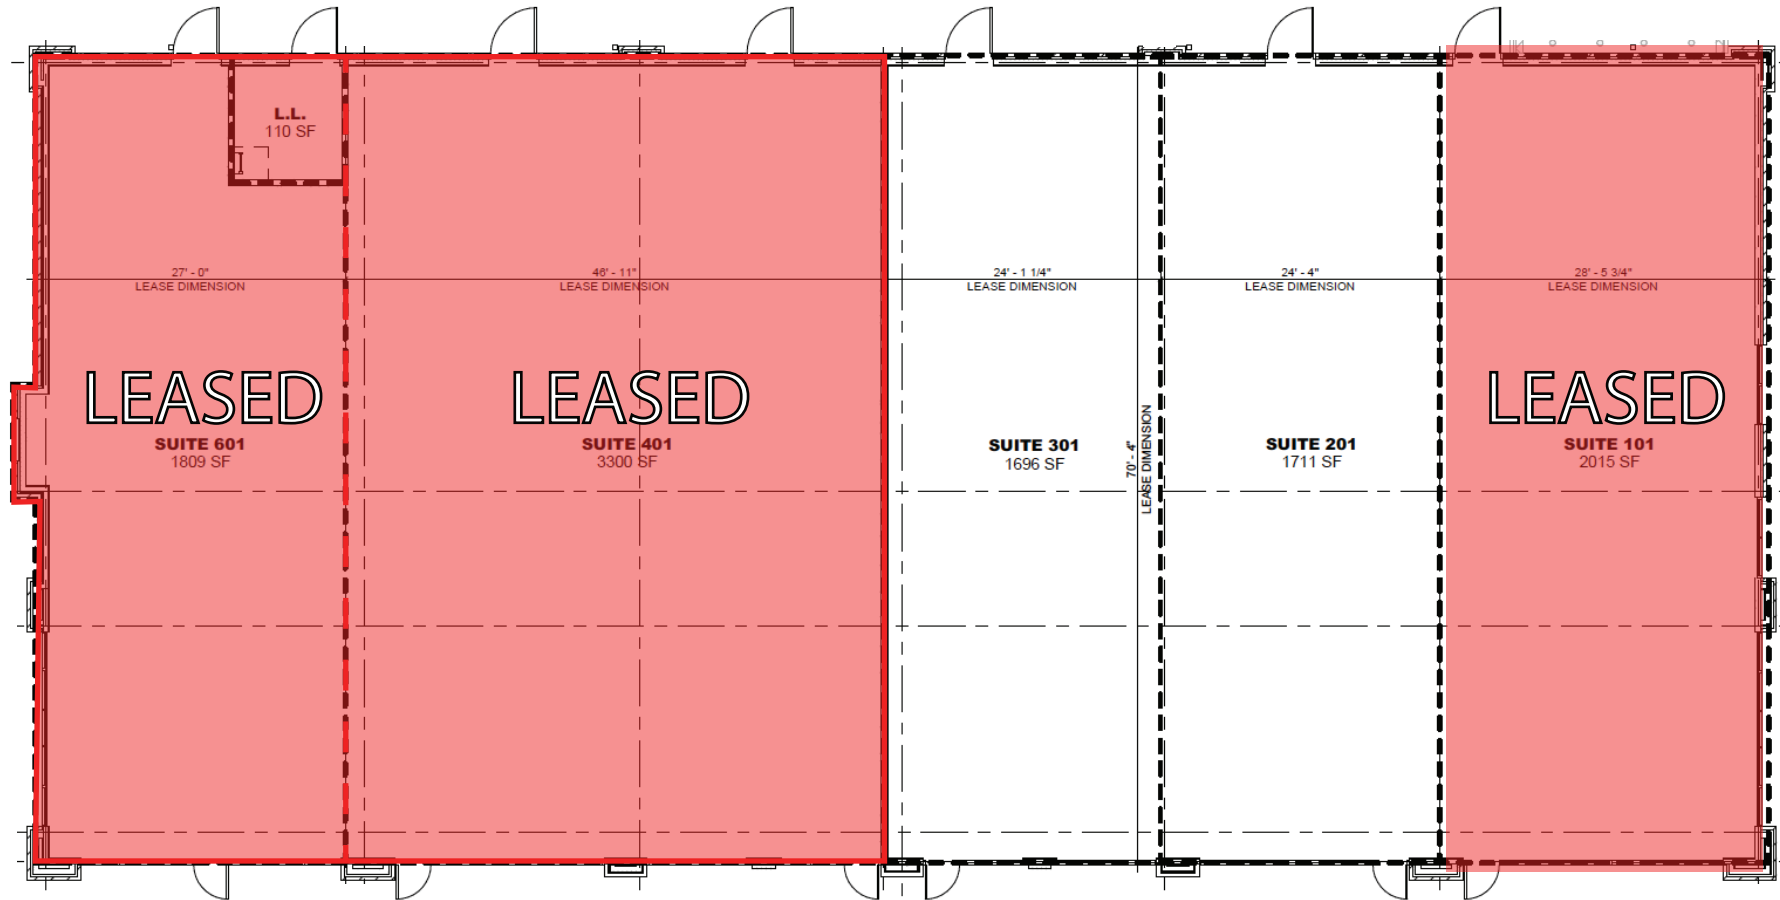 L.L.
110 SF
27' - 0"
LEASE DIMENSION
46' - 11"
LEASE DIMENSION
24' - 1 1/4"
LEASE DIMENSION
24' - 4"
LEASE DIMENSION
28' - 5 3/4"
LEASE DIMENSION
LEASED
SUITE 601
1809 SF
LEASED
SUITE 401
3300 SF
SUITE 301
1696 SF
70' - 4"
LEASE DIMENSION
SUITE 201
1711 SF
LEASED
SUITE 101
2015 SF